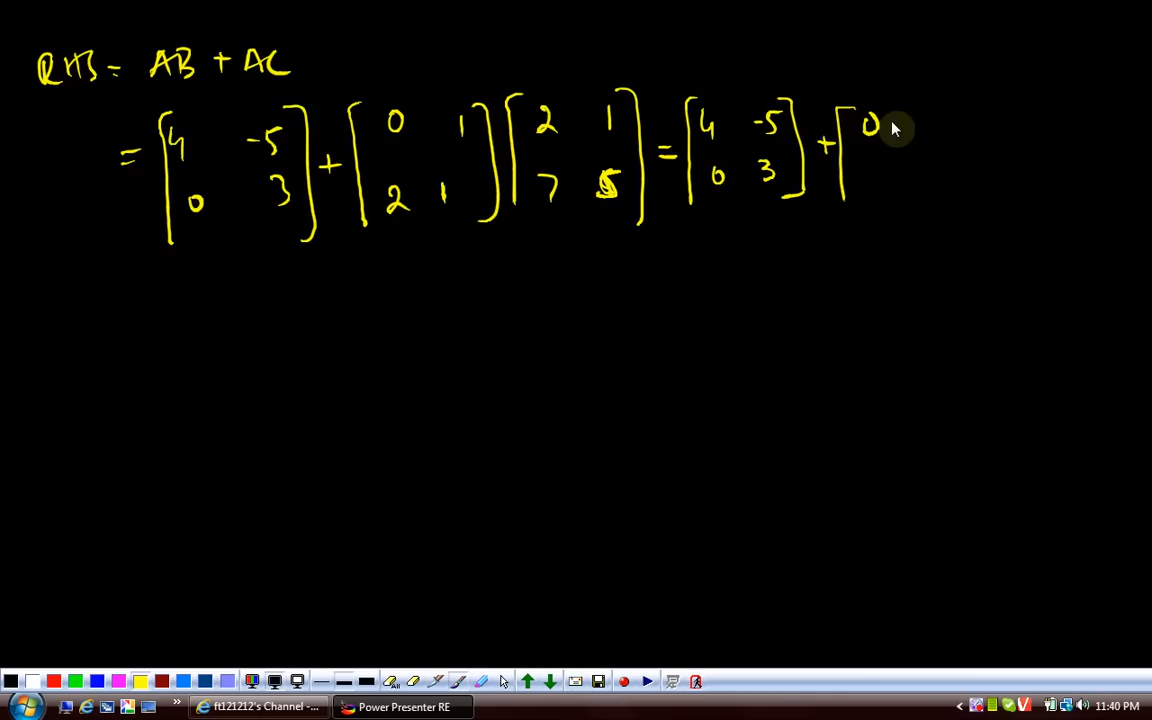 RHS = AB + AC
= [4 -5 + [0 1 [2 1 = [4 -5 + [0
0 3] 2 1] 7 5] 0 3]
ft121212's Channel -... Power Presenter RE 11:40 PM